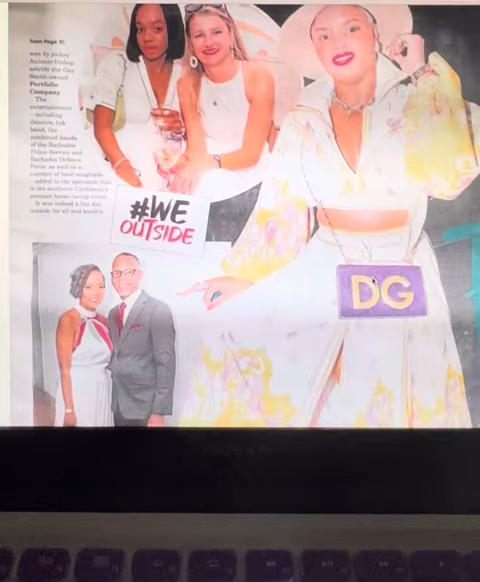 From Page 10.
won by jockey
Antonio Bishop
astride the Gay
Smith-owned
Portfolio
Company.
The
entertainment
– including
dancers, tuk
band, the
combined bands
of the Barbados
Police Service and
Barbados Defence
Force, as well as a
number of
– added to the spectacle that
is the southern Caribbean's
premier horse-racing event.
It was indeed a fun day
outside for all and sundry.
#WE
OUTSIDE
DG